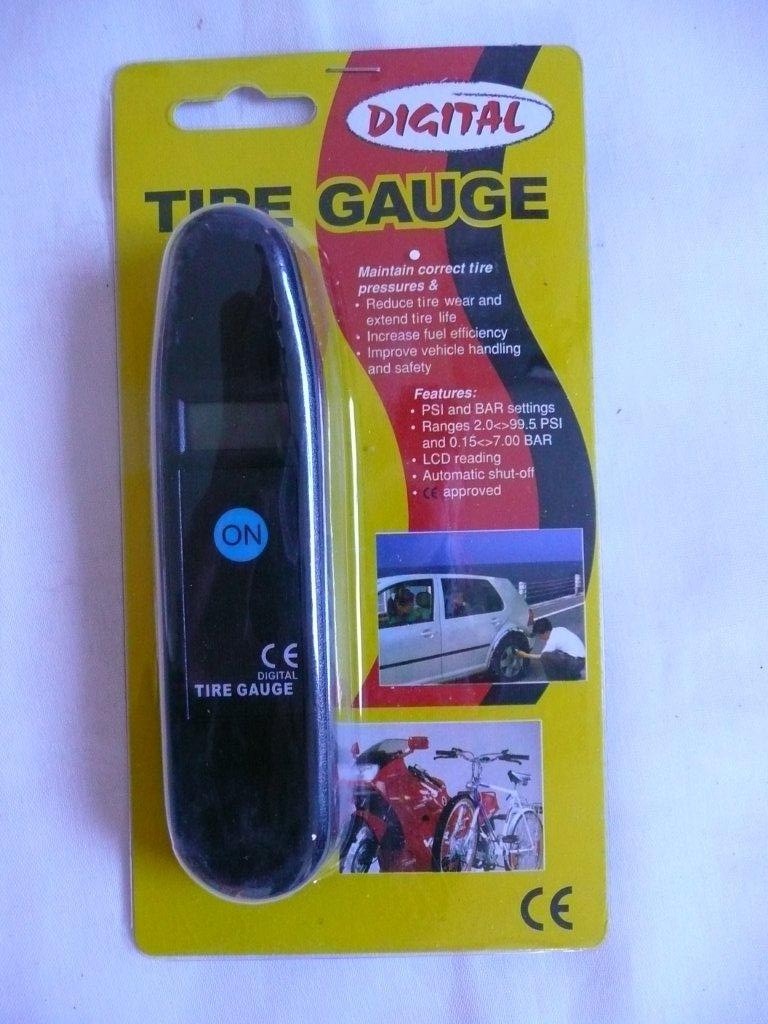 DIGITAL
TIRE GAUGE
Maintain correct tire
pressures &
• Reduce tire wear and
extend tire life
• Increase fuel efficiency
• Improve vehicle handling
and safety
Features:
• PSI and BAR settings
• Ranges 2.0<>99.5 PSI
and 0.15<>7.00 BAR
• LCD reading
• Automatic shut-off
• CE approved
ON
CE
DIGITAL
TIRE GAUGE
CE